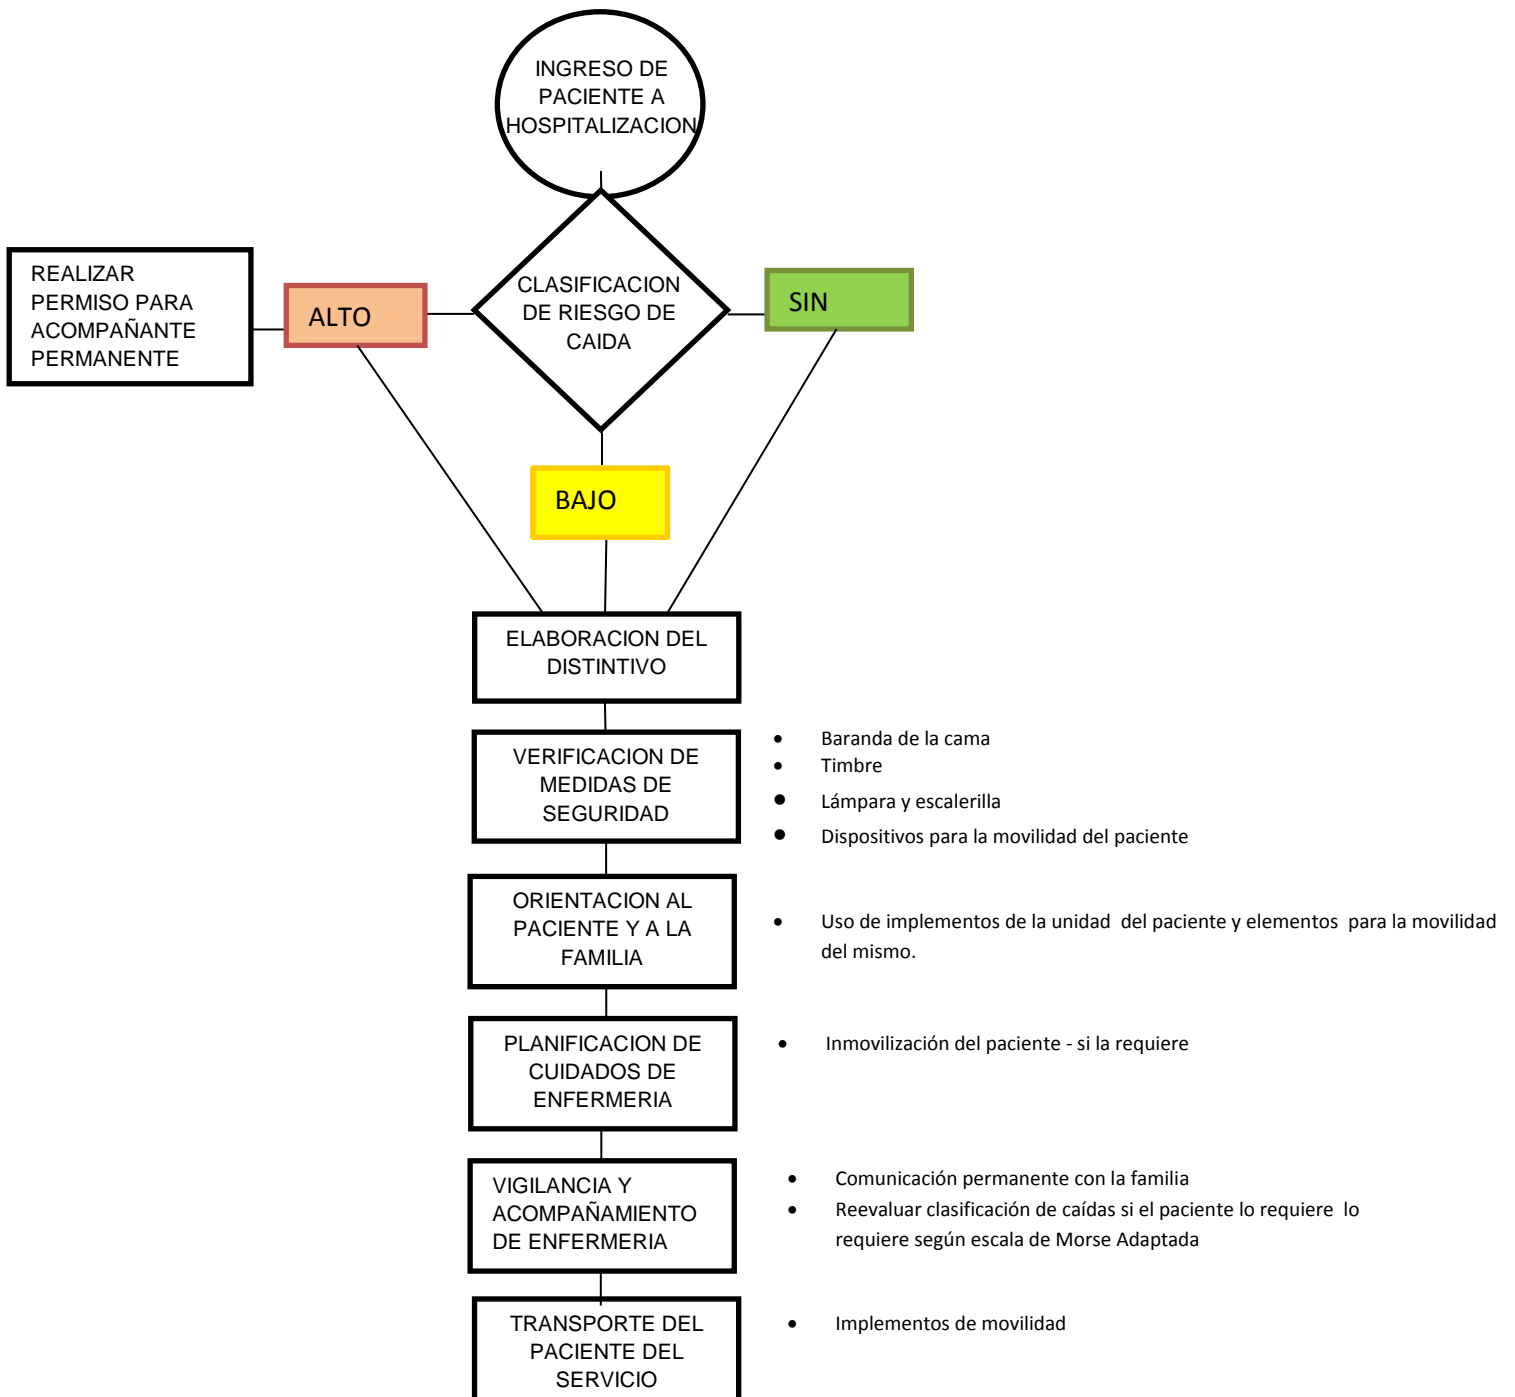 INGRESO DE
PACIENTE A
HOSPITALIZACION
REALIZAR
PERMISO PARA
ACOMPAÑANTE
PERMANENTE
ALTO
CLASIFICACION
DE RIESGO DE
CAIDA
SIN
BAJO
ELABORACION DEL
DISTINTIVO
VERIFICACION DE
MEDIDAS DE
SEGURIDAD
• Baranda de la cama
• Timbre
• Lámpara y escalerilla
• Dispositivos para la movilidad del paciente
ORIENTACION AL
PACIENTE Y A LA
FAMILIA
• Uso de implementos de la unidad del paciente y elementos para la movilidad
del mismo.
PLANIFICACION DE
CUIDADOS DE
ENFERMERIA
• Inmovilización del paciente - si la requiere
VIGILANCIA Y
ACOMPAÑAMIENTO
DE ENFERMERIA
• Comunicación permanente con la familia
• Reevaluar clasificación de caídas si el paciente lo requiere lo
requiere según escala de Morse Adaptada
TRANSPORTE DEL
PACIENTE DEL
SERVICIO
• Implementos de movilidad